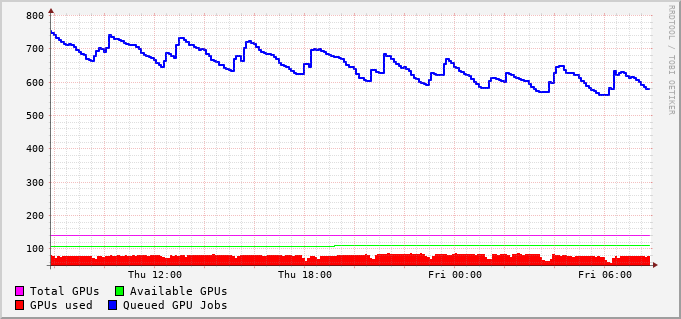 800
700
600
500
400
300
200
100
Thu 12:00 Thu 18:00 Fri 00:00 Fri 06:00
Total GPUs Available GPUs
GPUs used Queued GPU Jobs
RRDTOOL / TOBI OETIKER